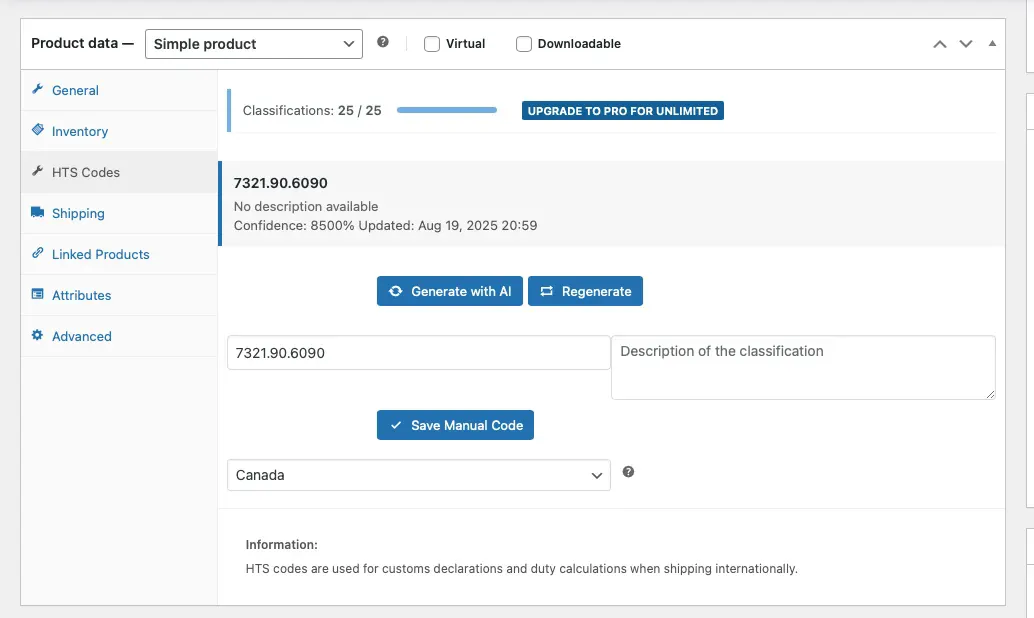 Product data — Simple product Virtual Downloadable
General
Inventory
HTS Codes
Shipping
Linked Products
Attributes
Advanced
Classifications: 25 / 25 UPGRADE TO PRO FOR UNLIMITED
7321.90.6090
No description available
Confidence: 8500% Updated: Aug 19, 2025 20:59
Generate with AI Regenerate
7321.90.6090 Description of the classification
Save Manual Code
Canada
Information:
HTS codes are used for customs declarations and duty calculations when shipping internationally.